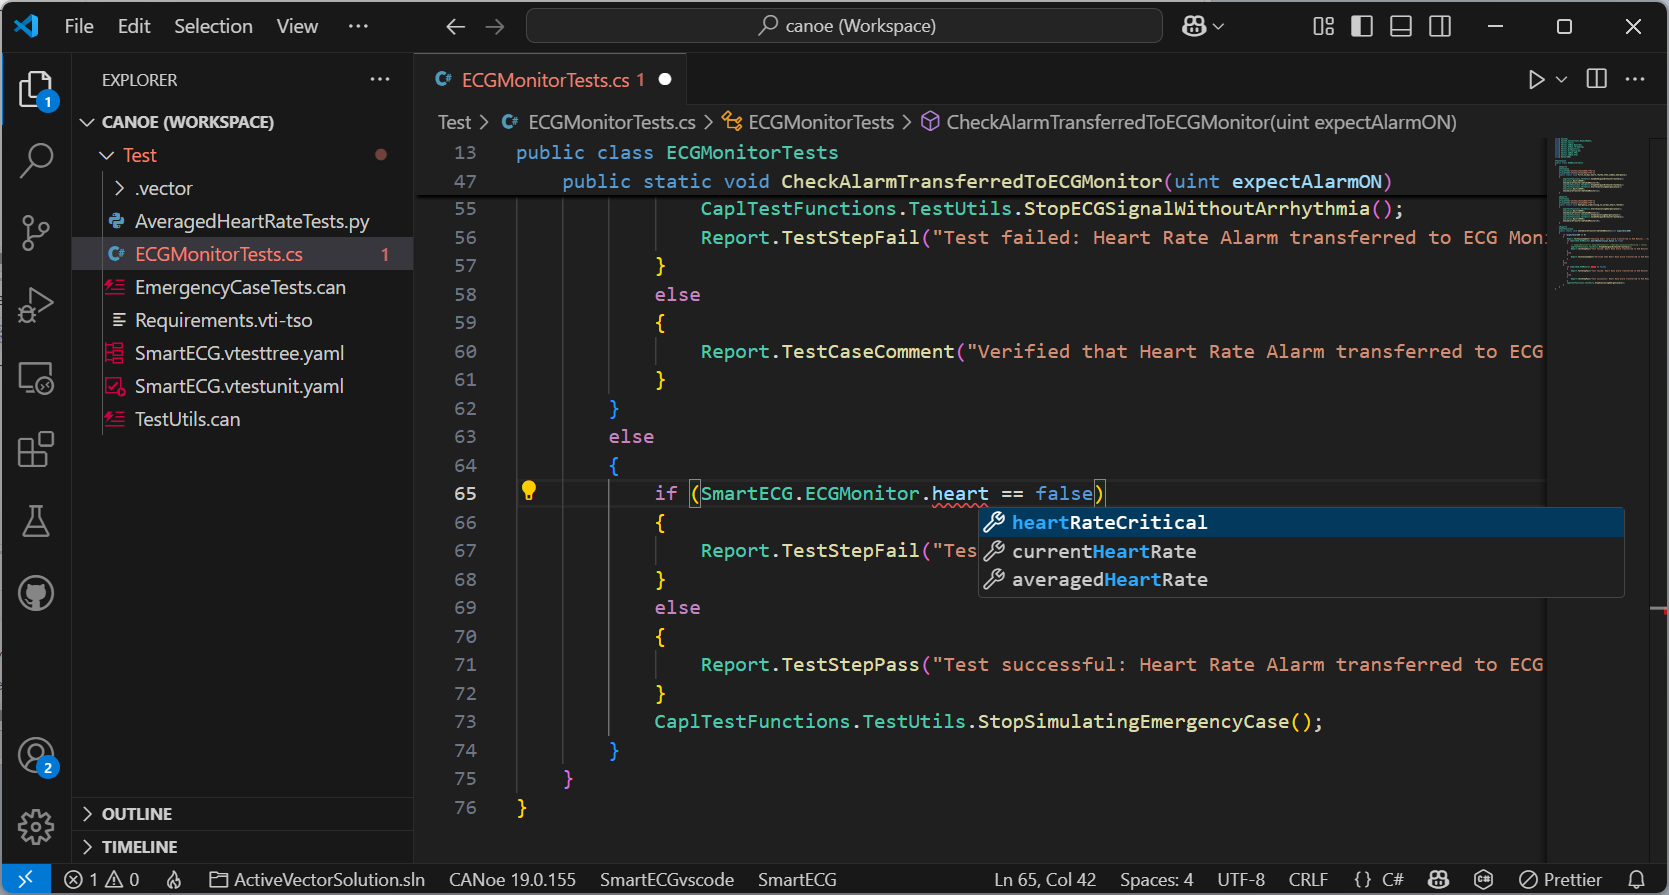 File Edit Selection View ···
canoe (Workspace)
EXPLORER ···
CANOE (WORKSPACE)
Test
.vector
AveragedHeartRateTests.py
ECGMonitorTests.cs 1
EmergencyCaseTests.can
Requirements.vti-tso
SmartECG.vtesttree.yaml
SmartECG.vtestunit.yaml
TestUtils.can
OUTLINE
TIMELINE
1
2
ECGMonitorTests.cs 1
Test > ECGMonitorTests.cs > ECGMonitorTests > CheckAlarmTransferredToECGMonitor(uint expectAlarmON)
13 public class ECGMonitorTests
47 public static void CheckAlarmTransferredToECGMonitor(uint expectAlarmON)
55 CaplTestFunctions.TestUtils.StopECGSignalWithoutArrhythmia();
56 Report.TestStepFail("Test failed: Heart Rate Alarm transferred to ECG Moni
57 }
58 else
59 {
60 Report.TestCaseComment("Verified that Heart Rate Alarm transferred to ECG
61 }
62 }
63 else
64 {
65 if (SmartECG.ECGMonitor.heart == false)
66 {
67 Report.TestStepFail("Tes
68 }
69 else
70 {
71 Report.TestStepPass("Test successful: Heart Rate Alarm transferred to ECG
72 }
73 CaplTestFunctions.TestUtils.StopSimulatingEmergencyCase();
74 }
75 }
76 }
heartRateCritical
currentHeartRate
averagedHeartRate
1 0 ActiveVectorSolution.sln CANoe 19.0.155 SmartECGvscode SmartECG Ln 65, Col 42 Spaces: 4 UTF-8 CRLF {} C# Prettier